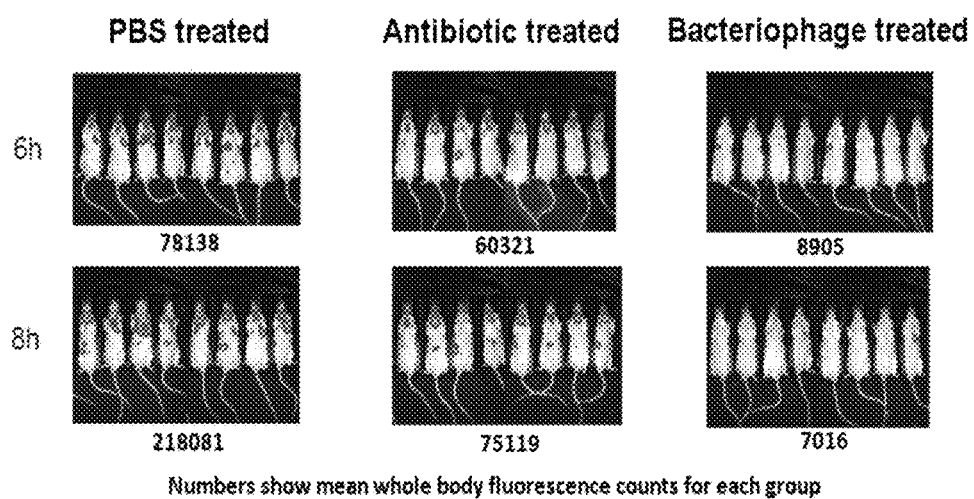 PBS treated Antibiotic treated Bacteriophage treated
6h
78138 60321 8905
8h
218081 75119 7016
Numbers show mean whole body fluorescence counts for each group